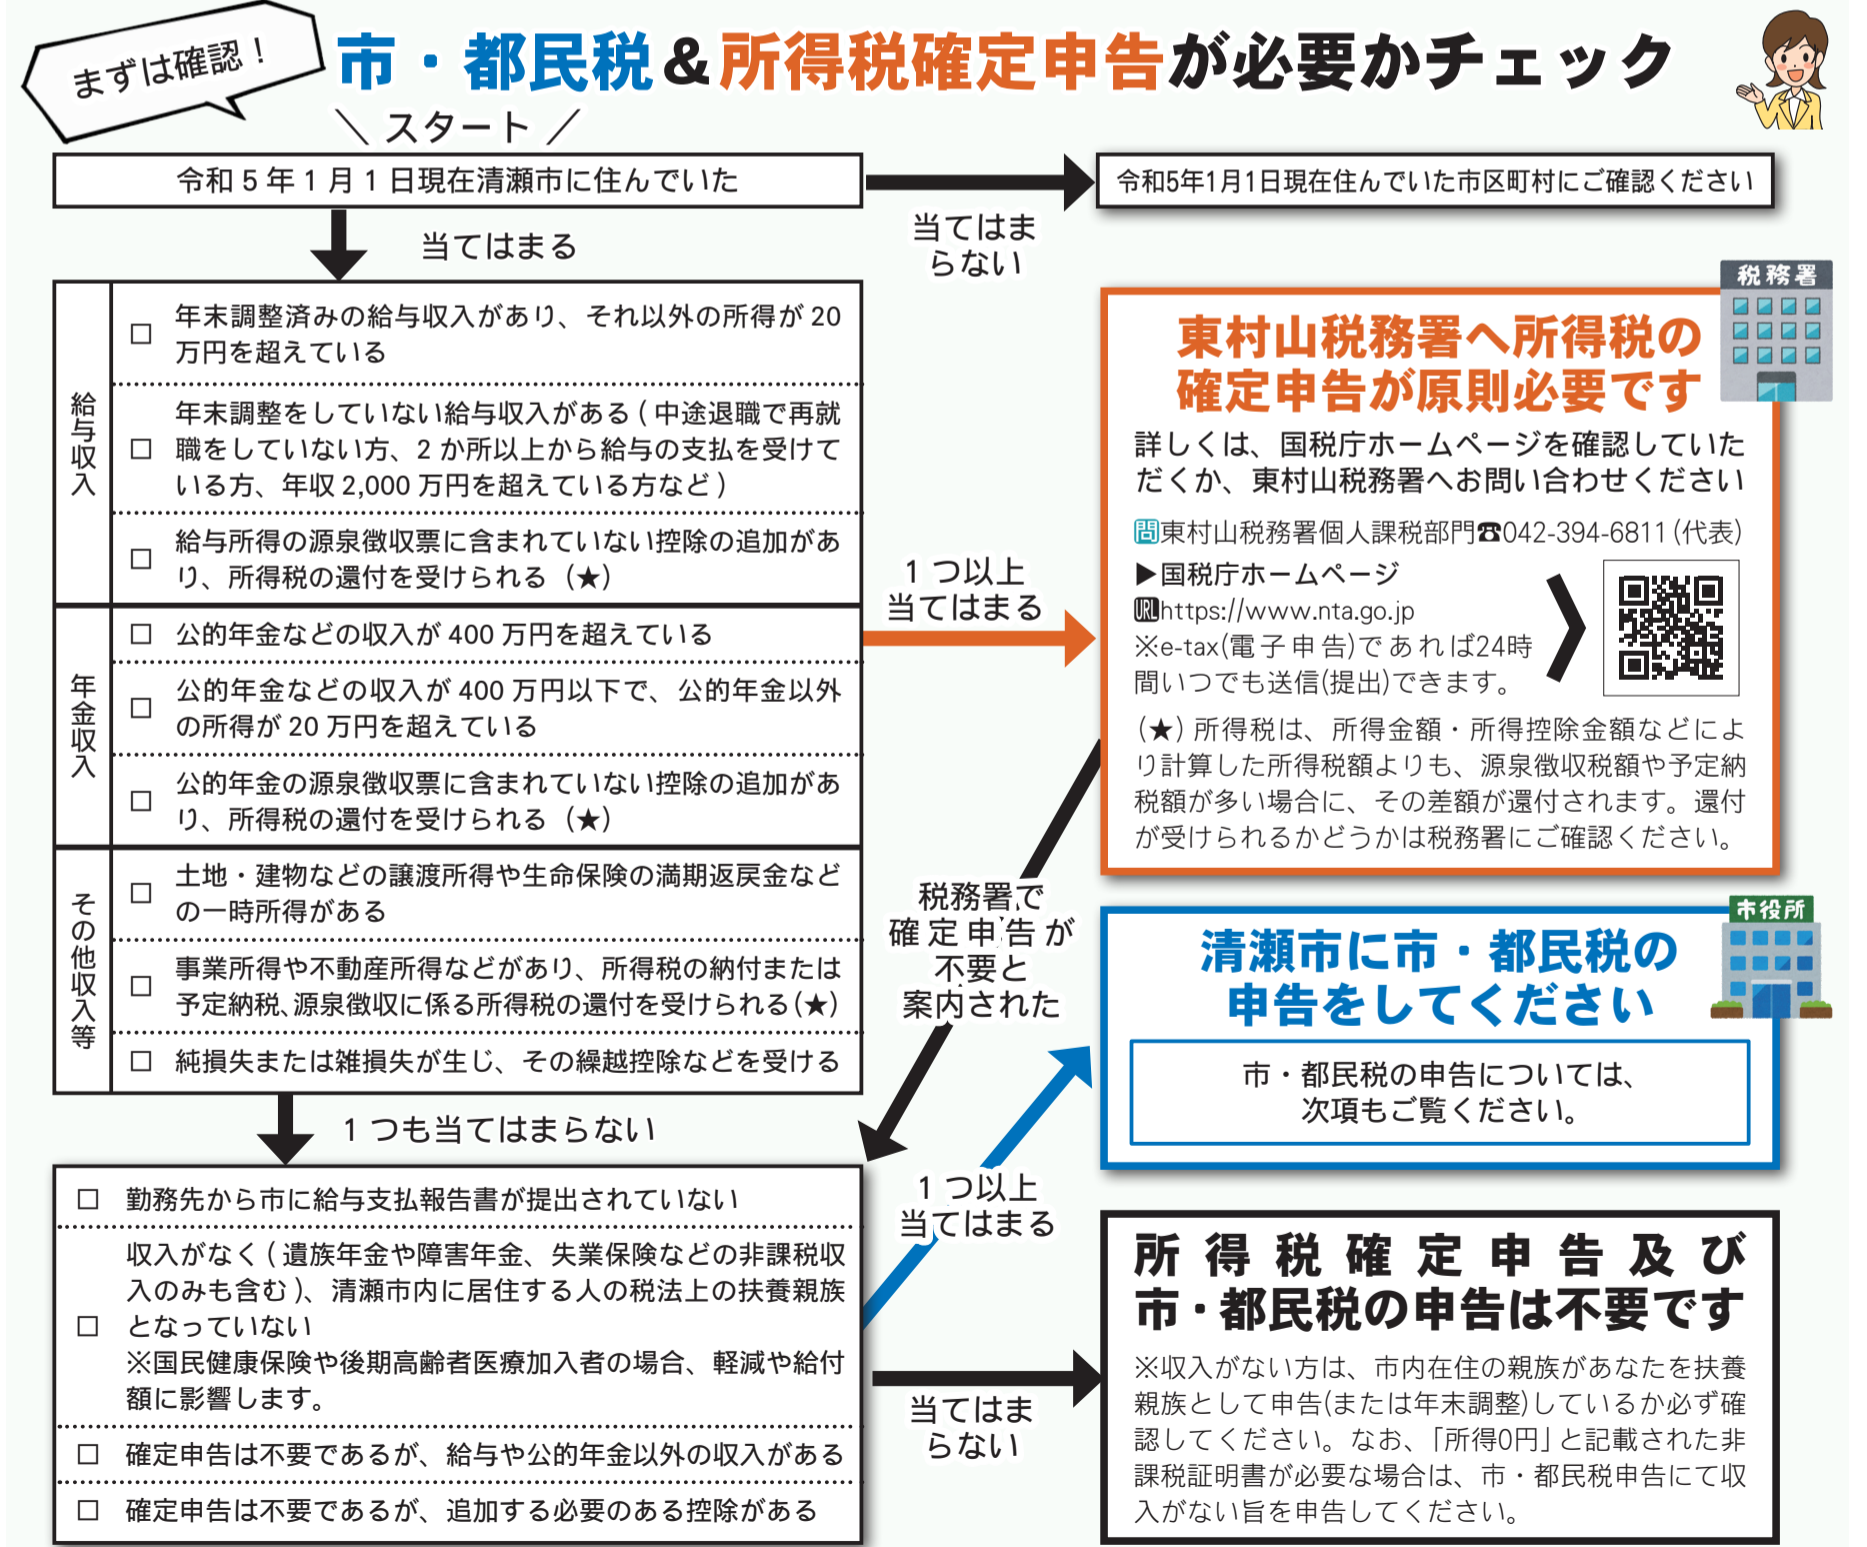 まずは確認！
市・都民税＆所得税確定申告が必要かチェック
＼ スタート ／
令和５年１月１日現在清瀬市に住んでいた
当てはまる
当てはま
らない
令和5年1月1日現在住んでいた市区町村にご確認ください
給与収入
□ 年末調整済みの給与収入があり、それ以外の所得が 20
万円を超えている
□ 年末調整をしていない給与収入がある（中途退職で再就
職をしていない方、２か所以上から給与の支払を受けて
いる方、年収 2,000 万円を超えている方など）
□ 給与所得の源泉徴収票に含まれていない控除の追加があ
り、所得税の還付を受けられる（★）
年金収入
□ 公的年金などの収入が 400 万円を超えている
□ 公的年金などの収入が 400 万円以下で、公的年金以外
の所得が 20 万円を超えている
□ 公的年金の源泉徴収票に含まれていない控除の追加があ
り、所得税の還付を受けられる（★）
その他収入等
□ 土地・建物などの譲渡所得や生命保険の満期返戻金など
の一時所得がある
□ 事業所得や不動産所得などがあり、所得税の納付または
予定納税、源泉徴収に係る所得税の還付を受けられる（★）
□ 純損失または雑損失が生じ、その繰越控除などを受ける
１つ以上
当てはまる
税務署
東村山税務署へ所得税の
確定申告が原則必要です
詳しくは、国税庁ホームページを確認していた
だくか、東村山税務署へお問い合わせください
問東村山税務署個人課税部門☎042-394-6811（代表）
▶国税庁ホームページ
URL https://www.nta.go.jp
※e-tax(電子申告)であれば24時
間いつでも送信(提出)できます。
（★）所得税は、所得金額・所得控除金額などによ
り計算した所得税額よりも、源泉徴収税額や予定納
税額が多い場合に、その差額が還付されます。還付
が受けられるかどうかは税務署にご確認ください。
税務署で
確定申告が
不要と
案内された
市役所
清瀬市に市・都民税の
申告をしてください
市・都民税の申告については、
次項もご覧ください。
１つも当てはまらない
□ 勤務先から市に給与支払報告書が提出されていない
□ 収入がなく（遺族年金や障害年金、失業保険などの非課税収
入のみも含む）、清瀬市内に居住する人の税法上の扶養親族
となっていない
※国民健康保険や後期高齢者医療加入者の場合、軽減や給付
額に影響します。
□ 確定申告は不要であるが、給与や公的年金以外の収入がある
□ 確定申告は不要であるが、追加する必要のある控除がある
１つ以上
当てはまる
当てはま
らない
所得税確定申告及び
市・都民税の申告は不要です
※収入がない方は、市内在住の親族があなたを扶養
親族として申告(または年末調整)しているか必ず確
認してください。なお、「所得0円」と記載された非
課税証明書が必要な場合は、市・都民税申告にて収
入がない旨を申告してください。